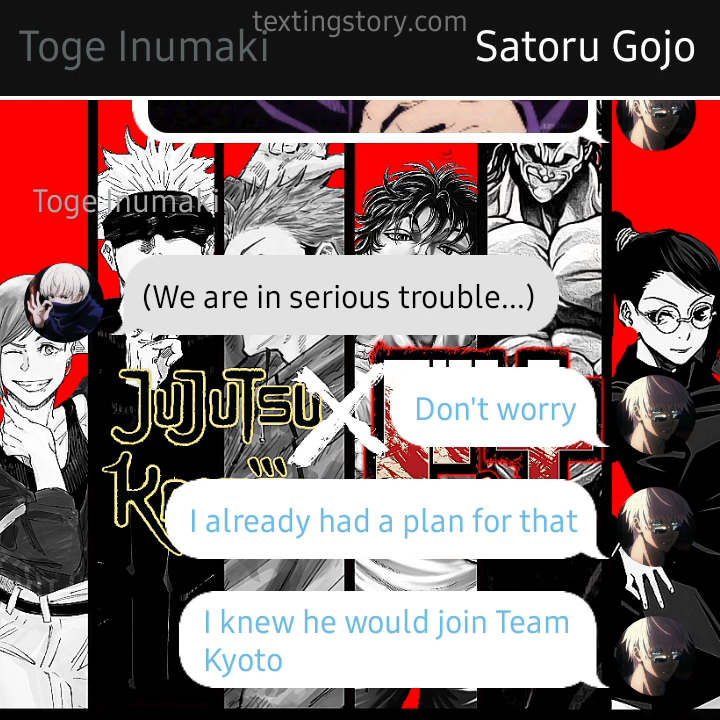 textingstory.com
Toge Inumaki
Satoru Gojo
Toge Inumaki
(We are in serious trouble...)
JUJUTSU
Don't worry
I already had a plan for that
I knew he would join Team
Kyoto